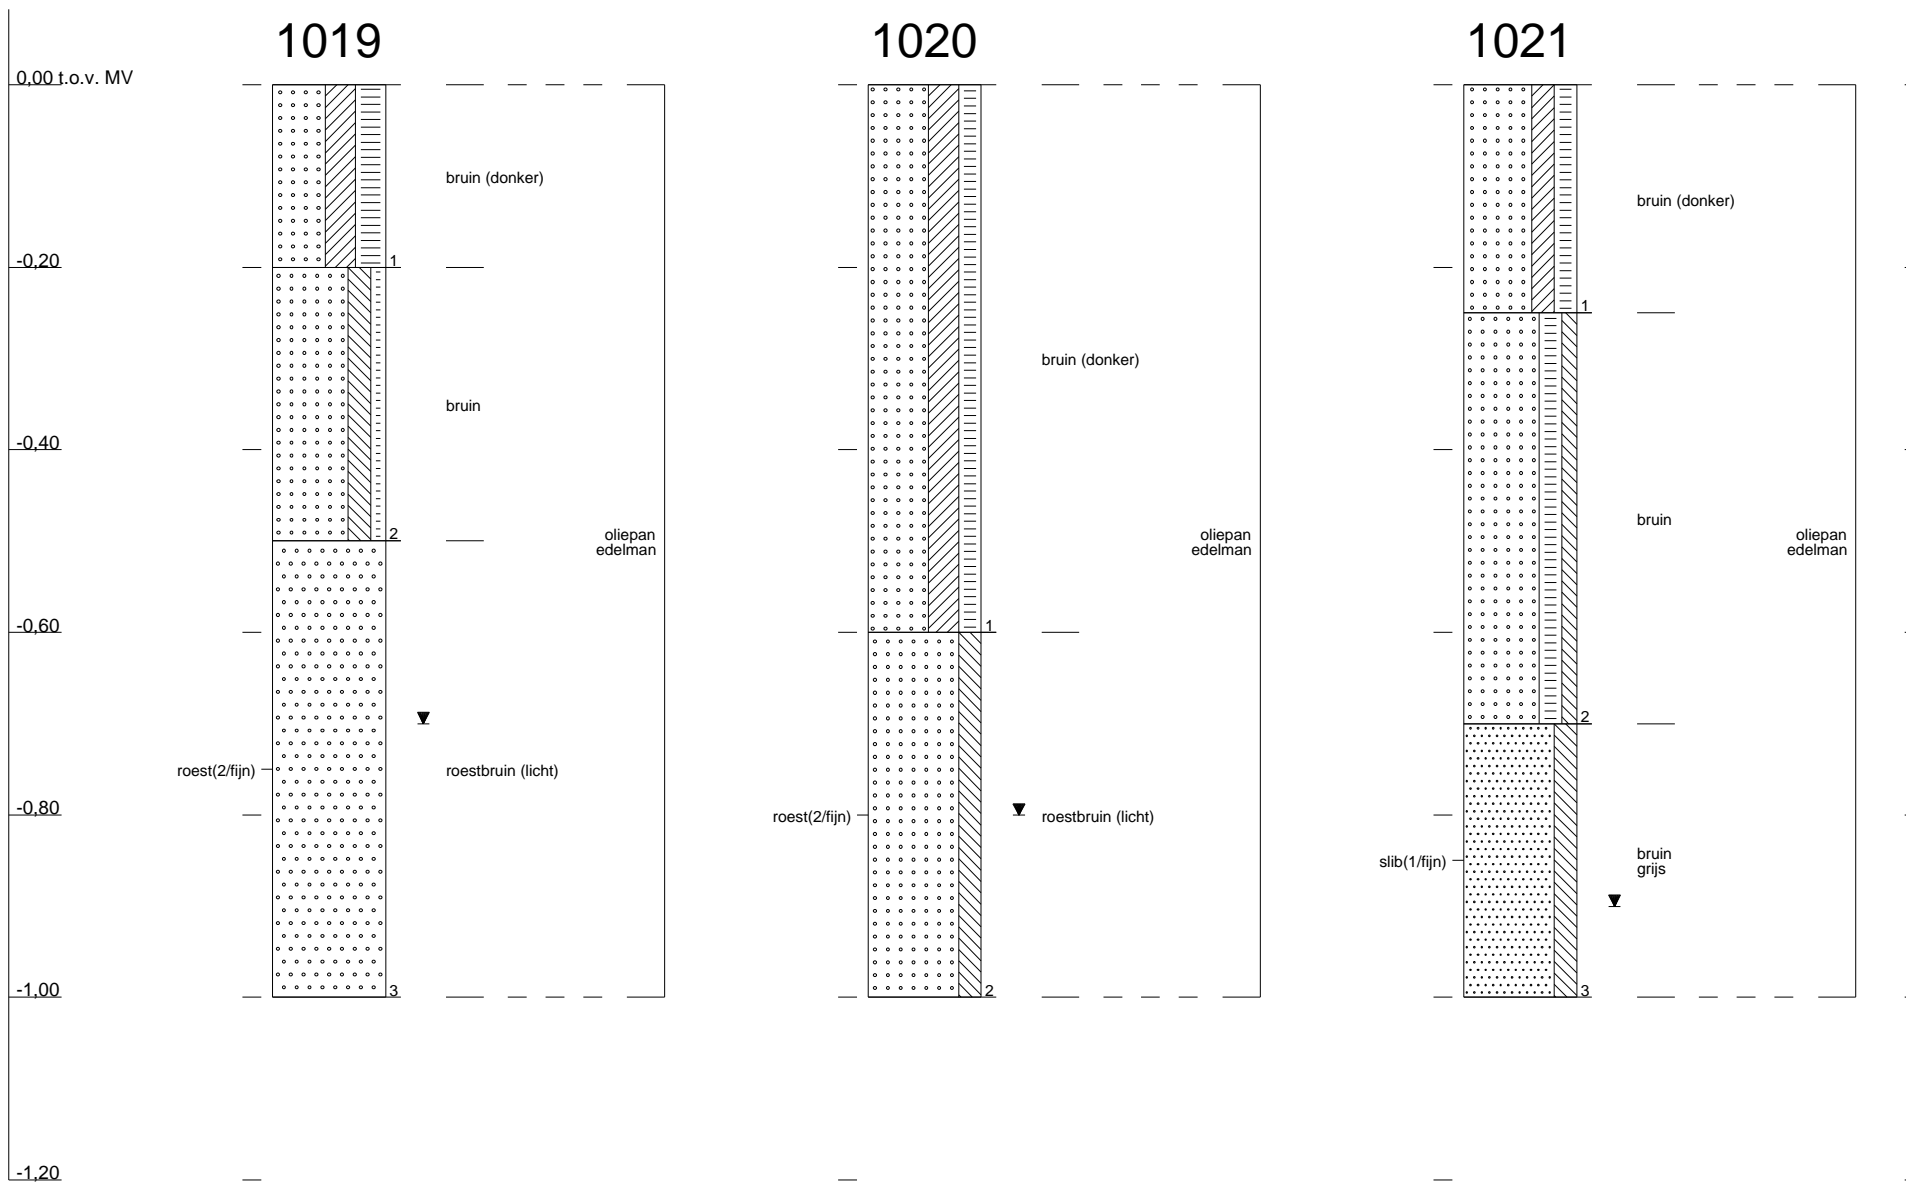 1019
1020
1021
0,00 t.o.v. MV
-0,20
-0,40
-0,60
-0,80
-1,00
-1,20
bruin (donker)
1
bruin
2
oliepan
edelman
roest(2/fijn)
roestbruin (licht)
3
bruin (donker)
1
oliepan
edelman
roest(2/fijn)
roestbruin (licht)
2
bruin (donker)
1
bruin
2
oliepan
edelman
slib(1/fijn)
bruin
grijs
3